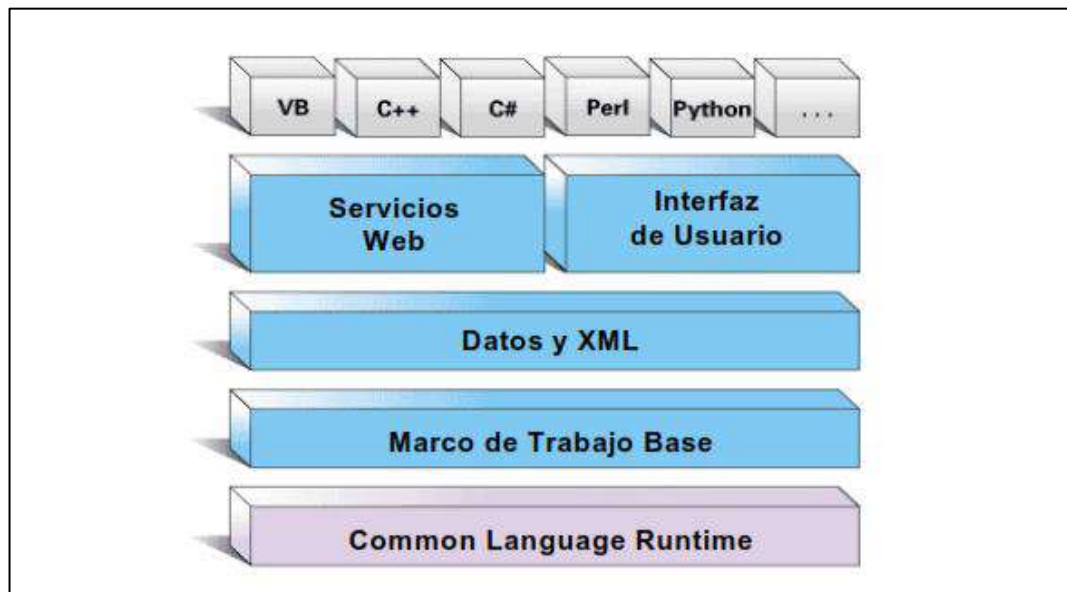 VB C++ C# Perl Python ...
Servicios
Web
Interfaz
de Usuario
Datos y XML
Marco de Trabajo Base
Common Language Runtime